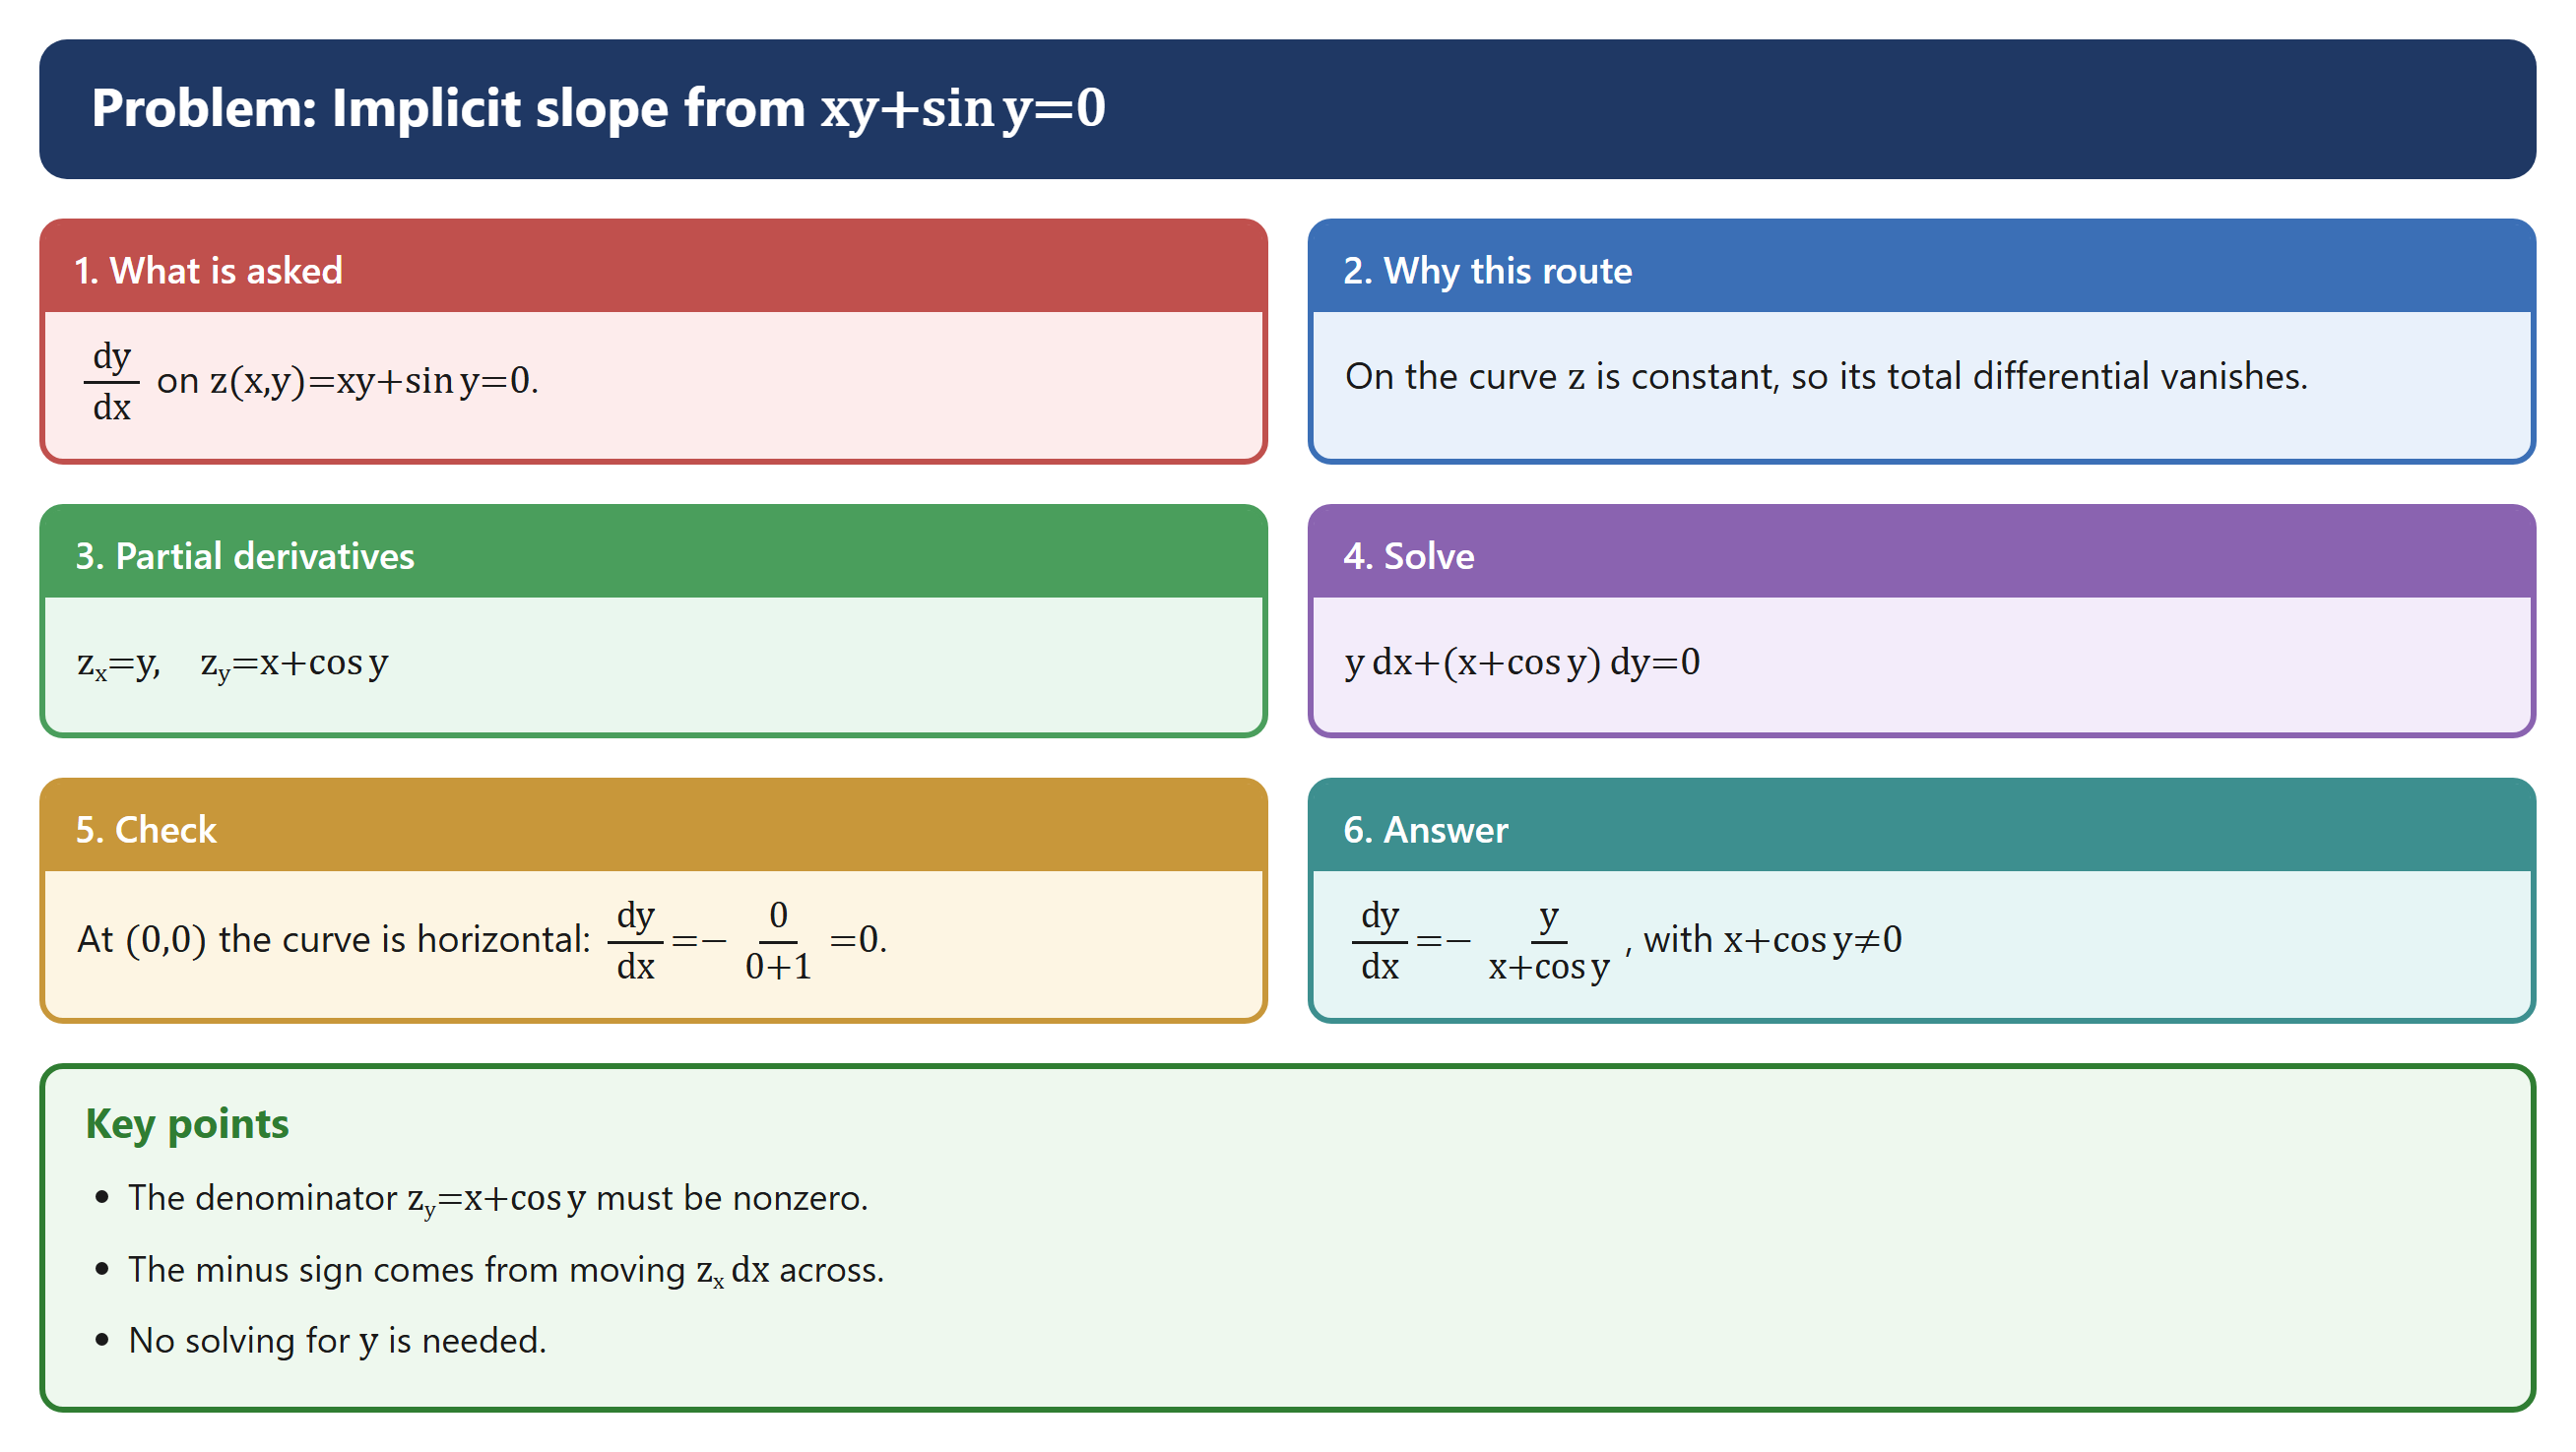 Problem: Implicit slope from xy+sin y=0
1. What is asked
dy/dx on z(x,y)=xy+sin y=0.
2. Why this route
On the curve z is constant, so its total differential vanishes.
3. Partial derivatives
zₓ=y, z_y=x+cos y
4. Solve
y dx+(x+cos y) dy=0
5. Check
At (0,0) the curve is horizontal: dy/dx=−0/(0+1)=0.
6. Answer
dy/dx=−y/(x+cos y), with x+cos y≠0
Key points
• The denominator z_y=x+cos y must be nonzero.
• The minus sign comes from moving zₓ dx across.
• No solving for y is needed.